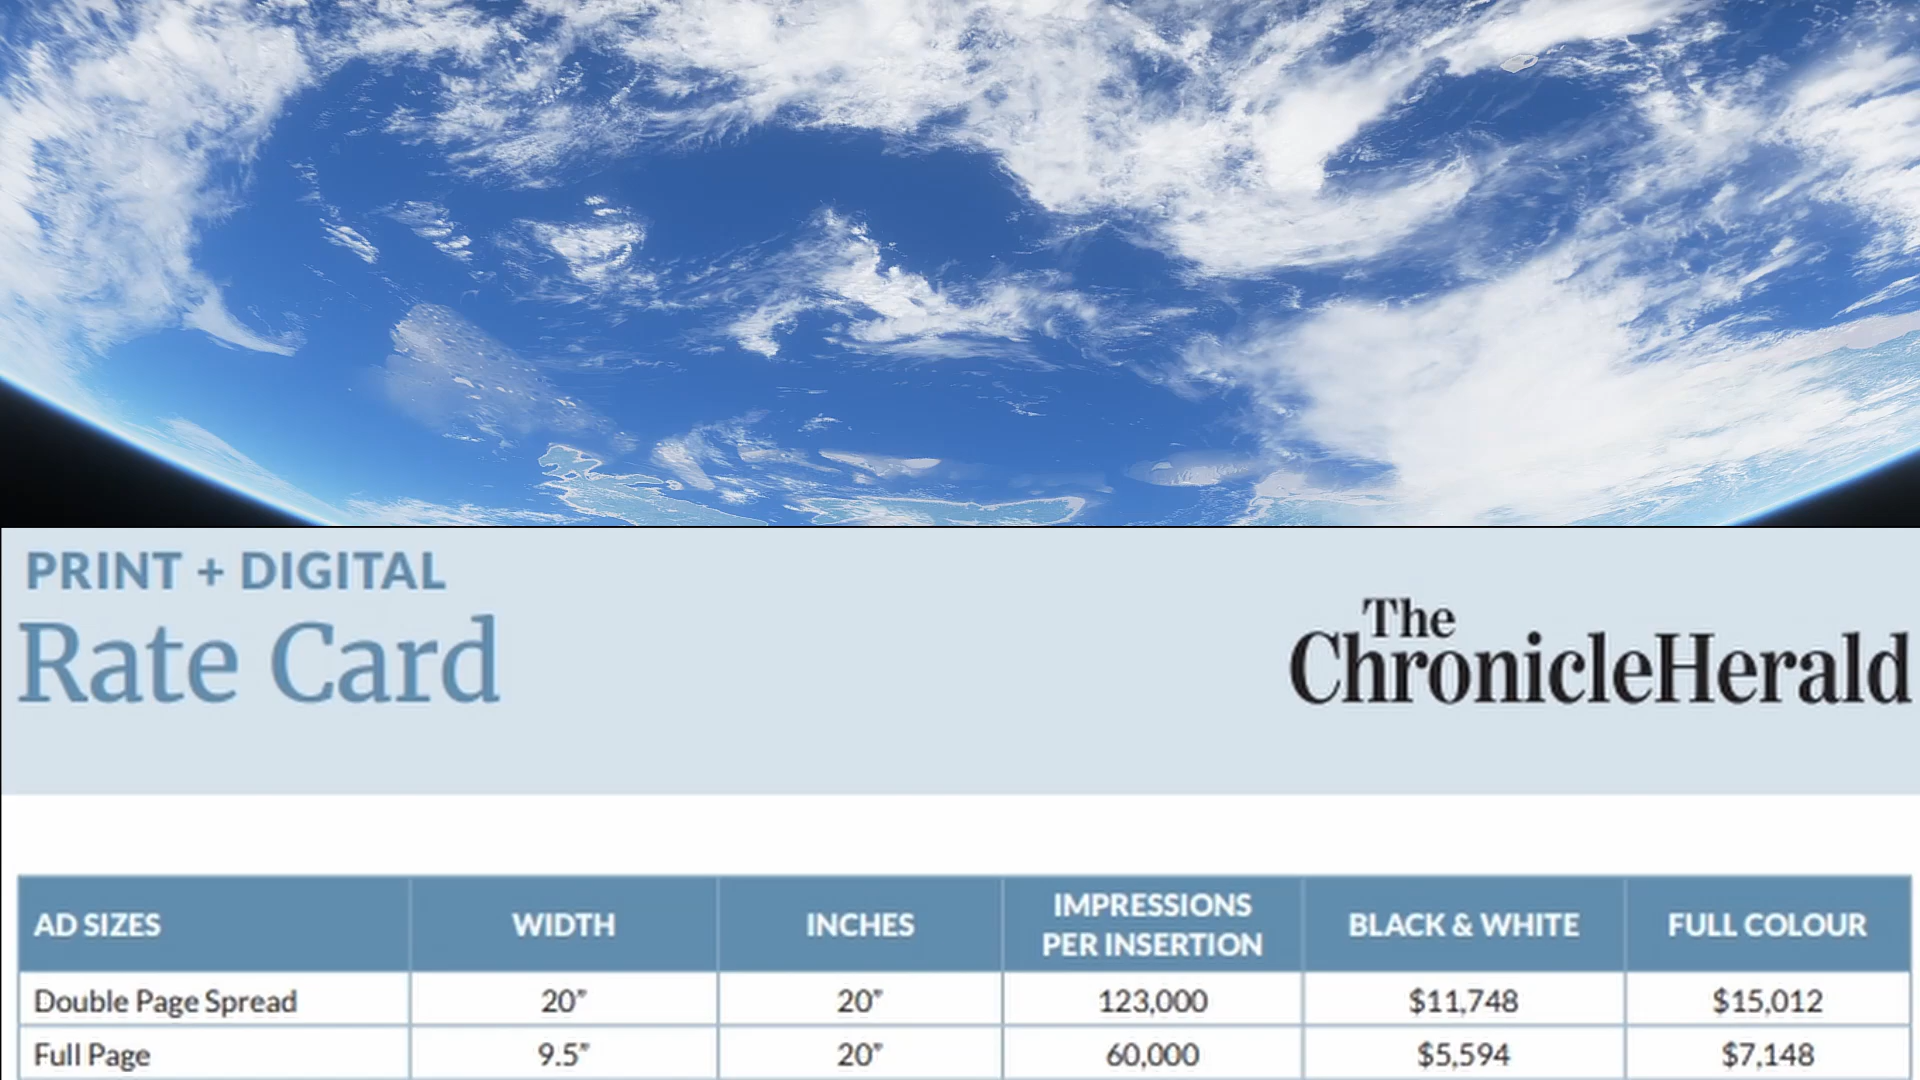 PRINT + DIGITAL
Rate Card
The
ChronicleHerald
AD SIZES WIDTH INCHES IMPRESSIONS PER INSERTION BLACK & WHITE FULL COLOUR
Double Page Spread 20” 20” 123,000 $11,748 $15,012
Full Page 9.5” 20” 60,000 $5,594 $7,148